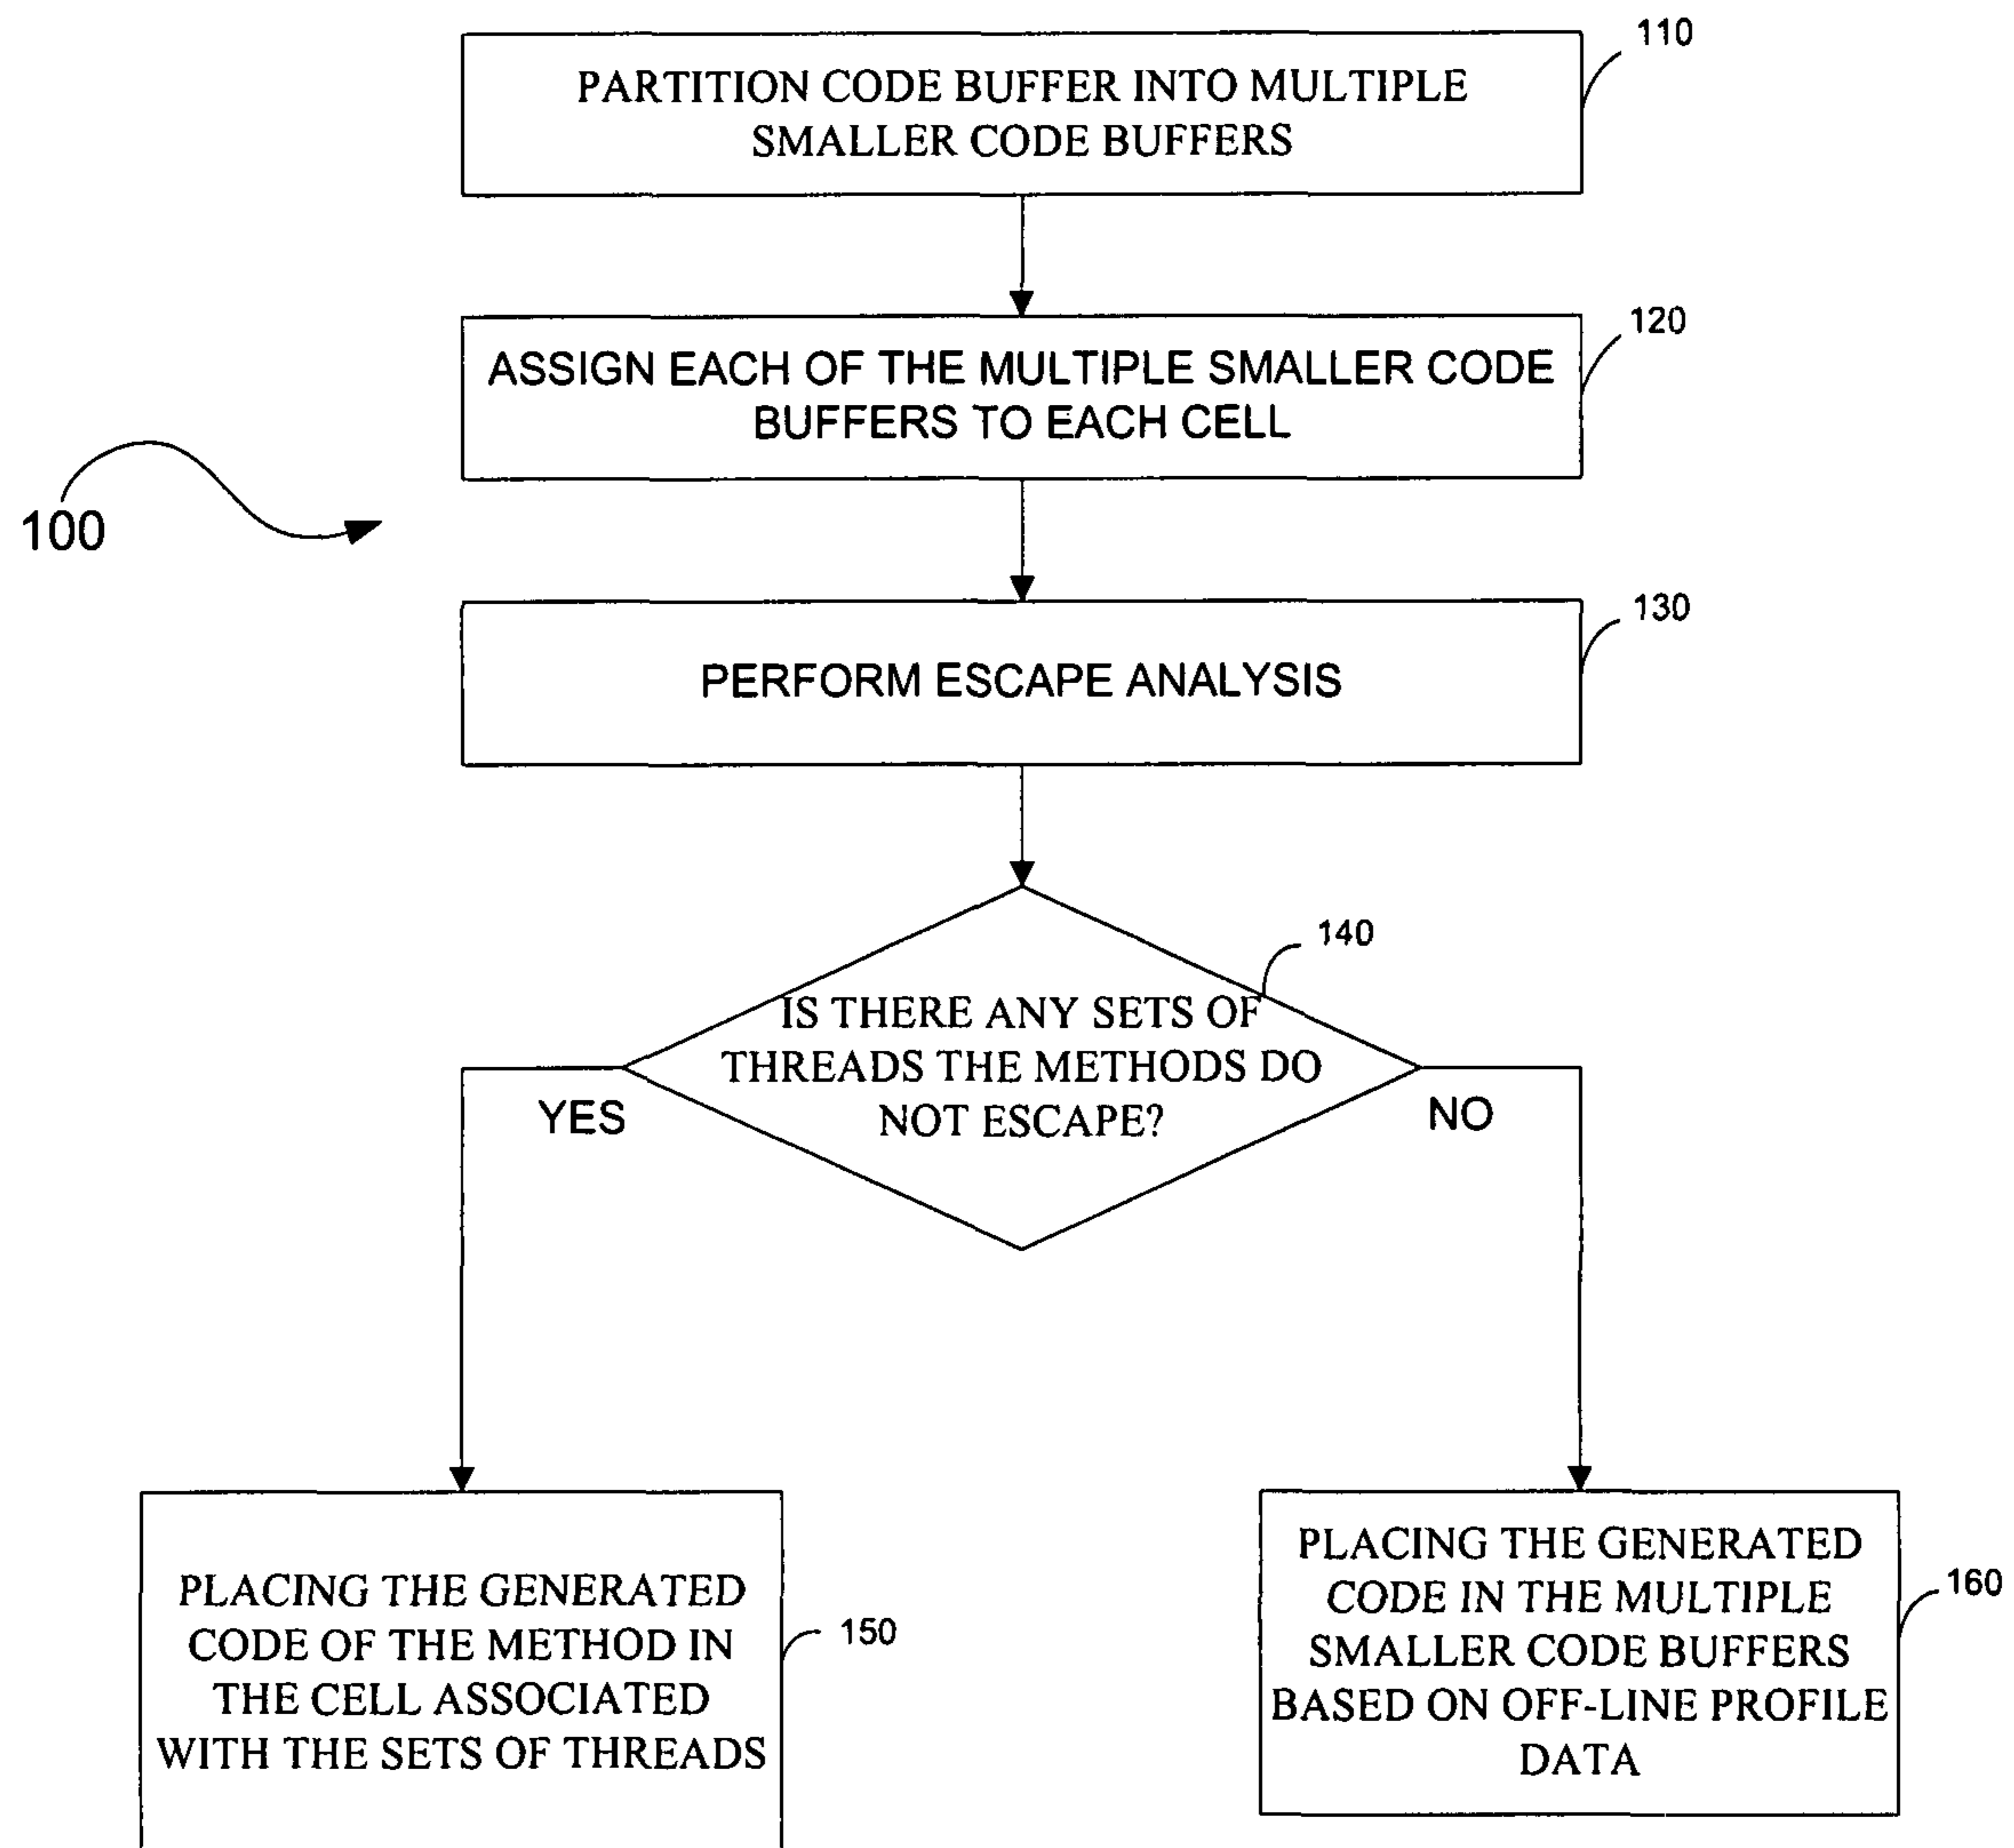 110
PARTITION CODE BUFFER INTO MULTIPLE
SMALLER CODE BUFFERS
120
ASSIGN EACH OF THE MULTIPLE SMALLER CODE
BUFFERS TO EACH CELL
100
130
PERFORM ESCAPE ANALYSIS
140
IS THERE ANY SETS OF
THREADS THE METHODS DO
NOT ESCAPE?
YES
NO
PLACING THE GENERATED
CODE OF THE METHOD IN
THE CELL ASSOCIATED
WITH THE SETS OF THREADS
150
PLACING THE GENERATED
CODE IN THE MULTIPLE
SMALLER CODE BUFFERS
BASED ON OFF-LINE PROFILE
DATA
160